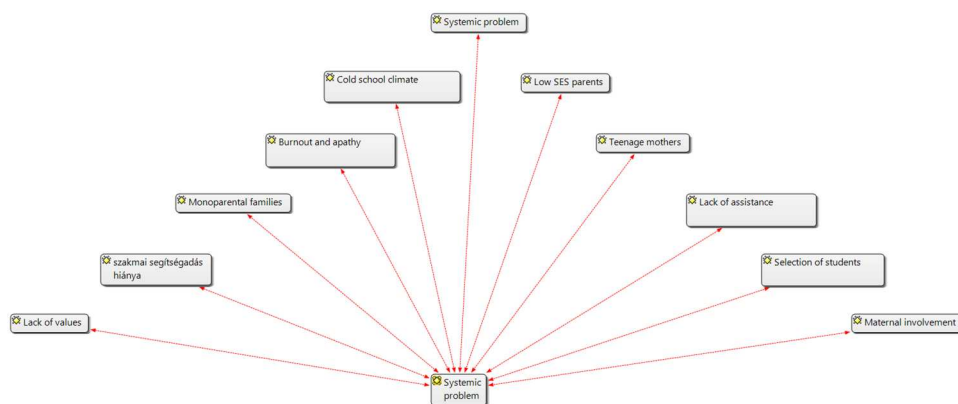 Systemic problem
Cold school climate
Low SES parents
Burnout and apathy
Teenage mothers
Monoparental families
Lack of assistance
szakmai segítségadás
hiánya
Selection of students
Lack of values
Maternal involvement
Systemic
problem